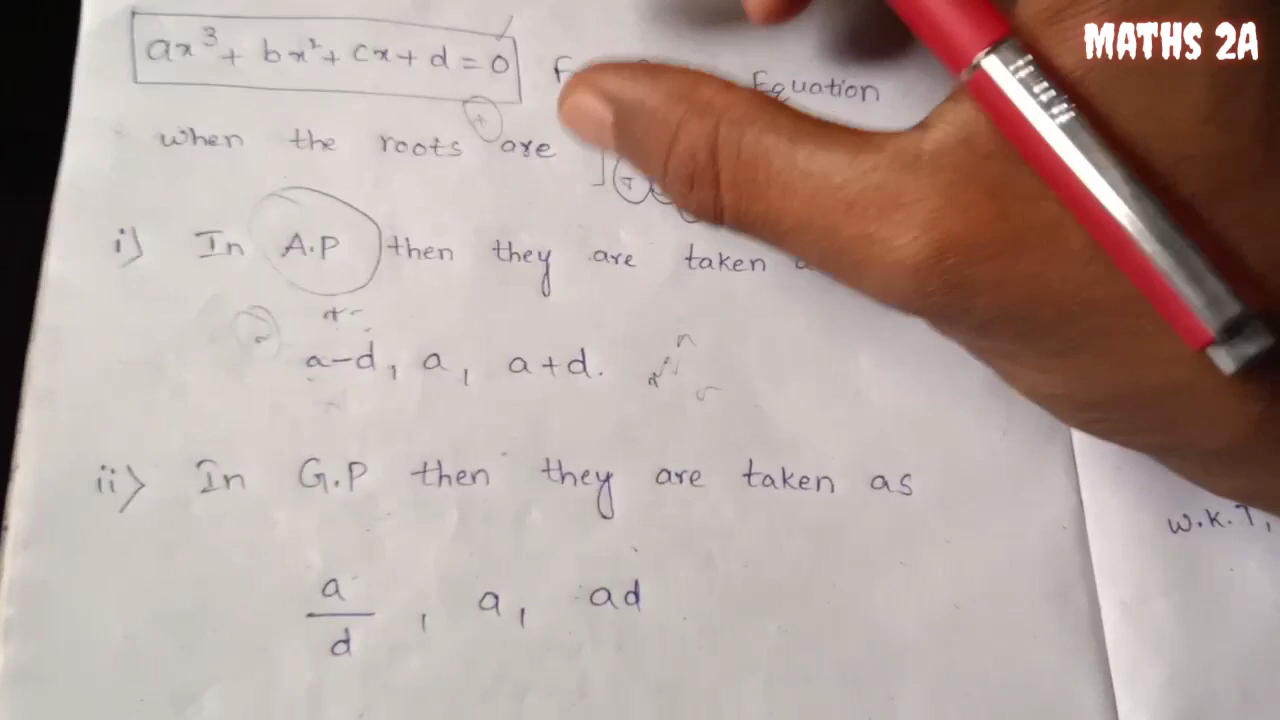 MATHS 2A
ax³ + bx² + cx + d = 0 Equation
when the roots are
i) In A.P then they are taken
a-d, a, a+d.
ii) In G.P then they are taken as
a/d, a, ad
W.K.T,